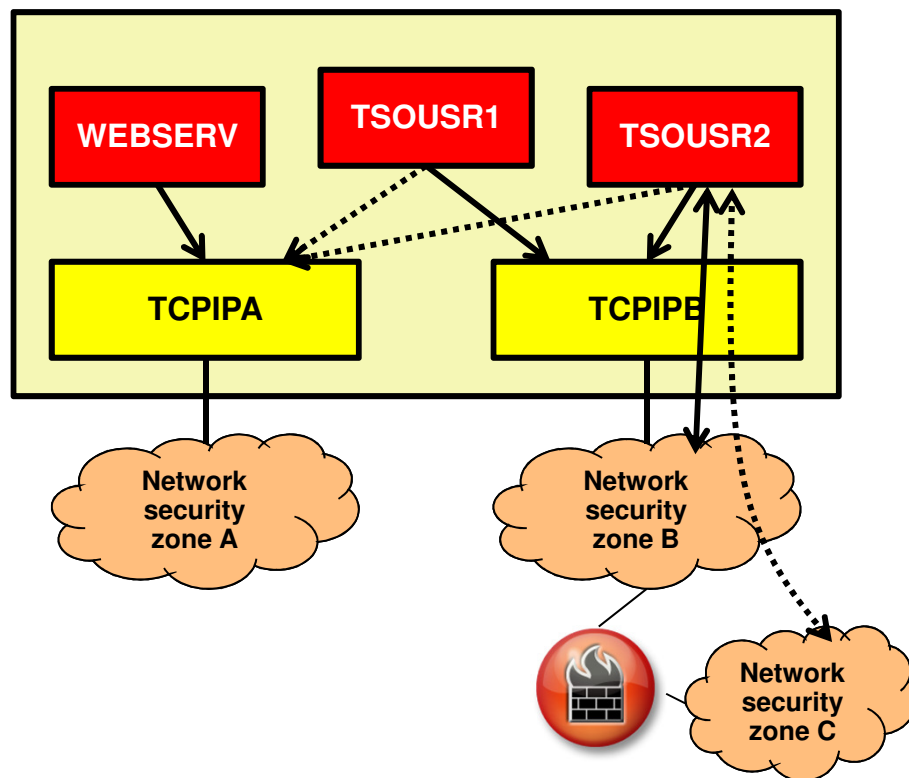 WEBSERV
TSOUSR1
TSOUSR2
TCPIPA
TCPIPB
Network
security
zone A
Network
security
zone B
Network
security
zone C